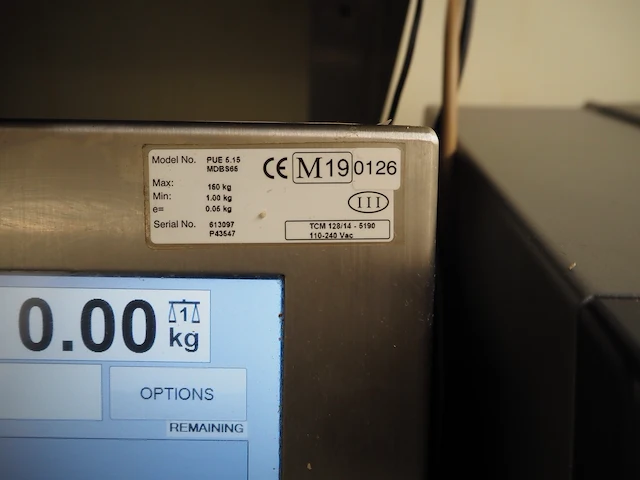 Model No. PUE 5.15
MDBS65
CE M19 0126
Max: 150 kg
Min: 1.00 kg
e= 0.05 kg
III
Serial No. 613097
P43547
TCM 128/14 - 5190
110-240 Vac
0.00 kg
1
OPTIONS
REMAINING